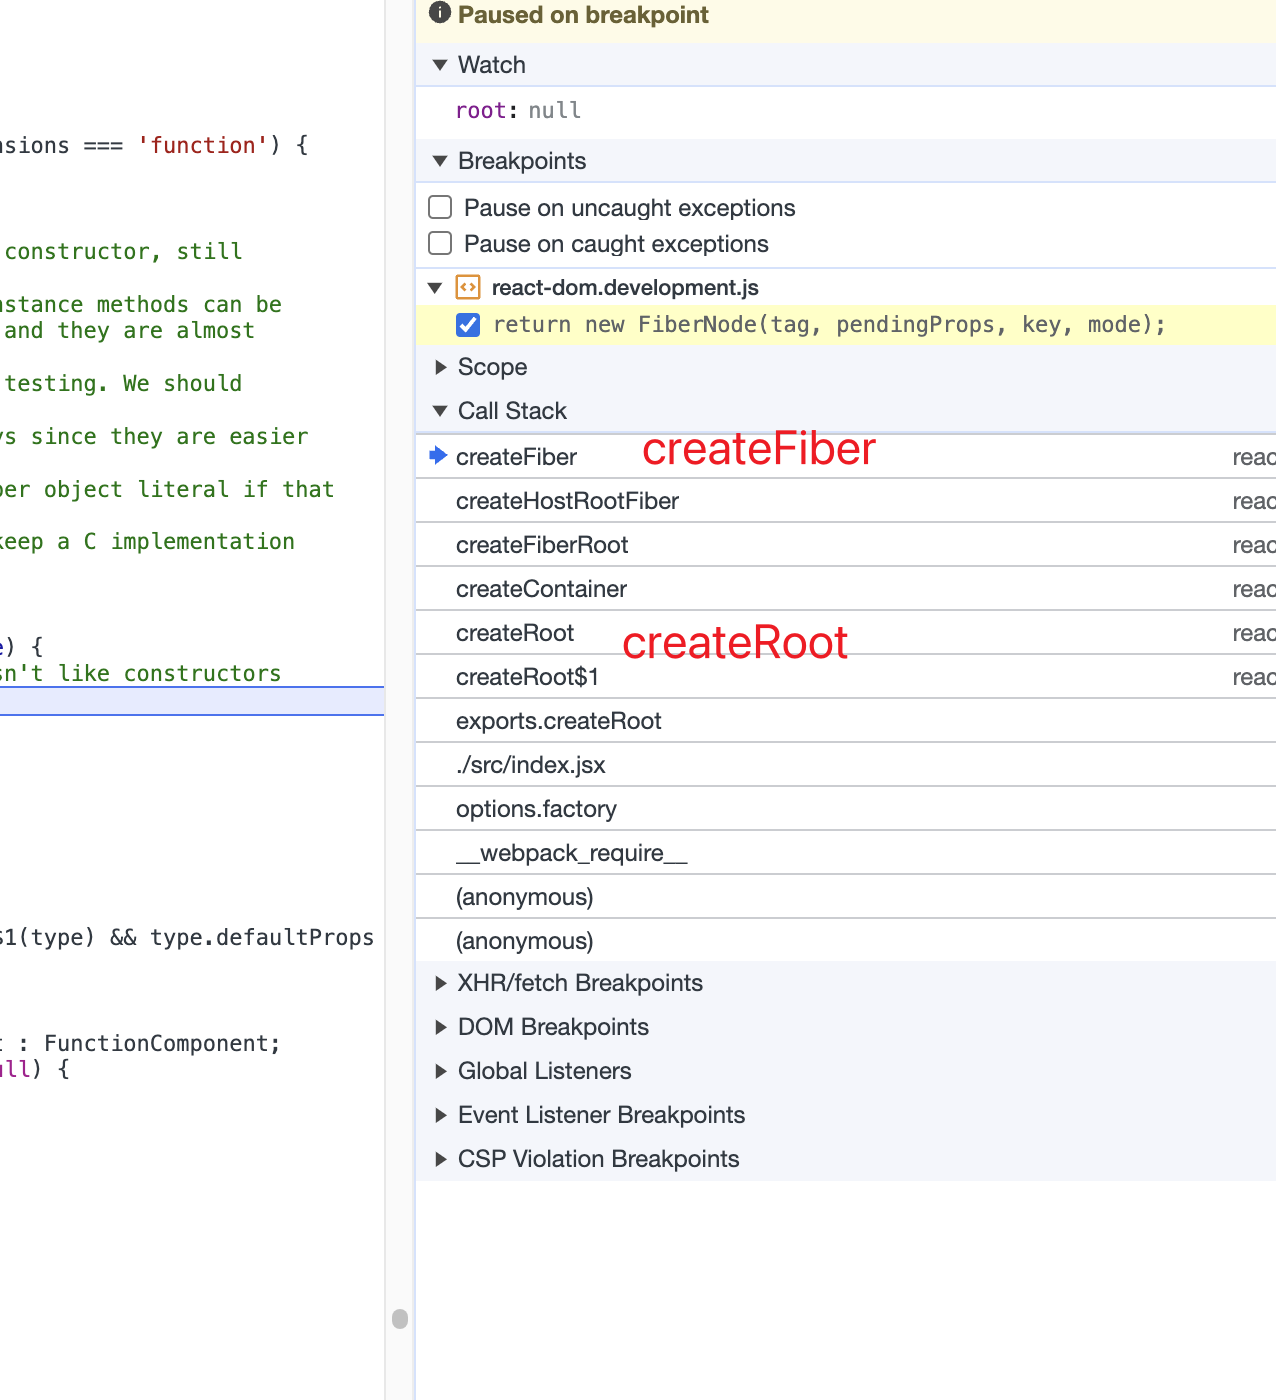 Paused on breakpoint
Watch
root: null
Breakpoints
Pause on uncaught exceptions
Pause on caught exceptions
react-dom.development.js
return new FiberNode(tag, pendingProps, key, mode);
Scope
Call Stack
createFiber
createFiber
reac
createHostRootFiber
reac
createFiberRoot
reac
createContainer
reac
createRoot
createRoot
reac
createRoot$1
reac
exports.createRoot
./src/index.jsx
options.factory
__webpack_require__
(anonymous)
(anonymous)
XHR/fetch Breakpoints
DOM Breakpoints
Global Listeners
Event Listener Breakpoints
CSP Violation Breakpoints
nsions === 'function') {
constructor, still
nstance methods can be
and they are almost
testing. We should
ys since they are easier
ber object literal if that
keep a C implementation
e) {
sn't like constructors
$1(type) && type.defaultProps
t : FunctionComponent;
ull) {